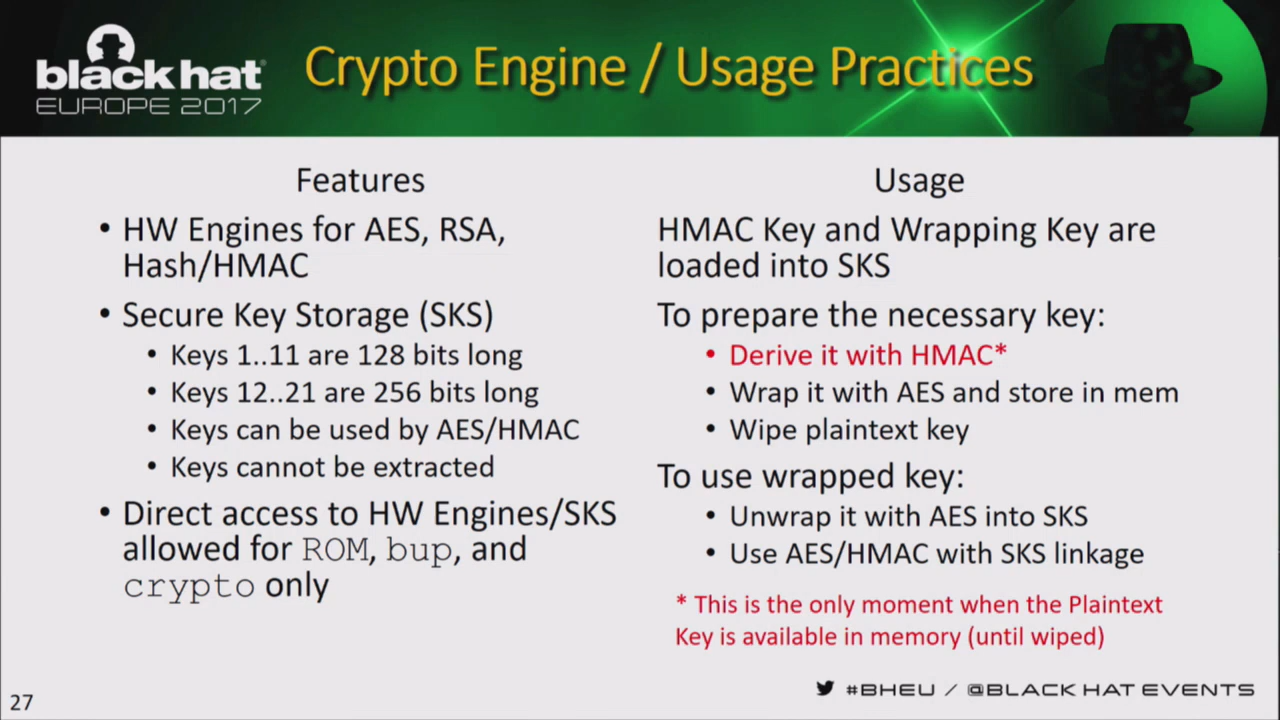 black hat
EUROPE 2017
Crypto Engine / Usage Practices
Features
• HW Engines for AES, RSA,
Hash/HMAC
• Secure Key Storage (SKS)
• Keys 1..11 are 128 bits long
• Keys 12..21 are 256 bits long
• Keys can be used by AES/HMAC
• Keys cannot be extracted
• Direct access to HW Engines/SKS
allowed for ROM, bup, and
crypto only
Usage
HMAC Key and Wrapping Key are
loaded into SKS
To prepare the necessary key:
• Derive it with HMAC*
• Wrap it with AES and store in mem
• Wipe plaintext key
To use wrapped key:
• Unwrap it with AES into SKS
• Use AES/HMAC with SKS linkage
* This is the only moment when the Plaintext
Key is available in memory (until wiped)
27
#BHEU / @BLACK HAT EVENTS